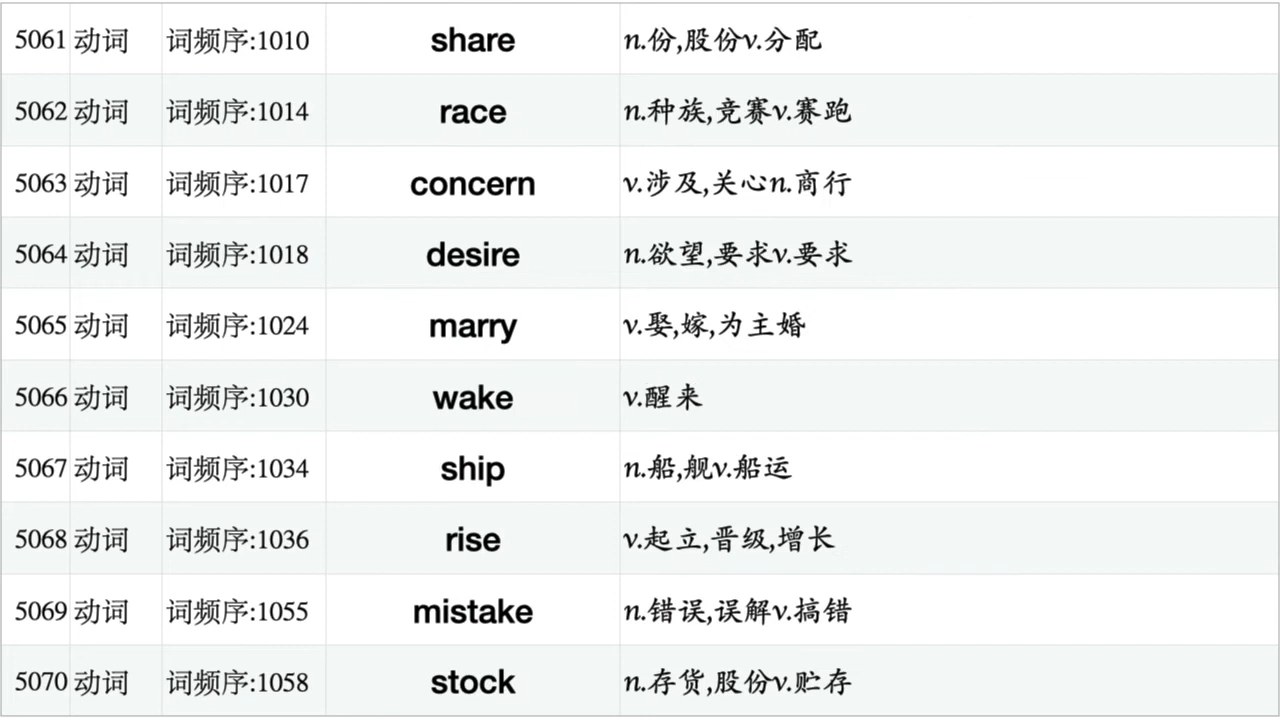 5061 动词 词频序:1010 share n.份,股份v.分配
5062 动词 词频序:1014 race n.种族,竞赛v.赛跑
5063 动词 词频序:1017 concern v.涉及,关心n.商行
5064 动词 词频序:1018 desire n.欲望,要求v.要求
5065 动词 词频序:1024 marry v.娶,嫁,为主婚
5066 动词 词频序:1030 wake v.醒来
5067 动词 词频序:1034 ship n.船,舰v.船运
5068 动词 词频序:1036 rise v.起立,晋级,增长
5069 动词 词频序:1055 mistake n.错误,误解v.搞错
5070 动词 词频序:1058 stock n.存货,股份v.贮存